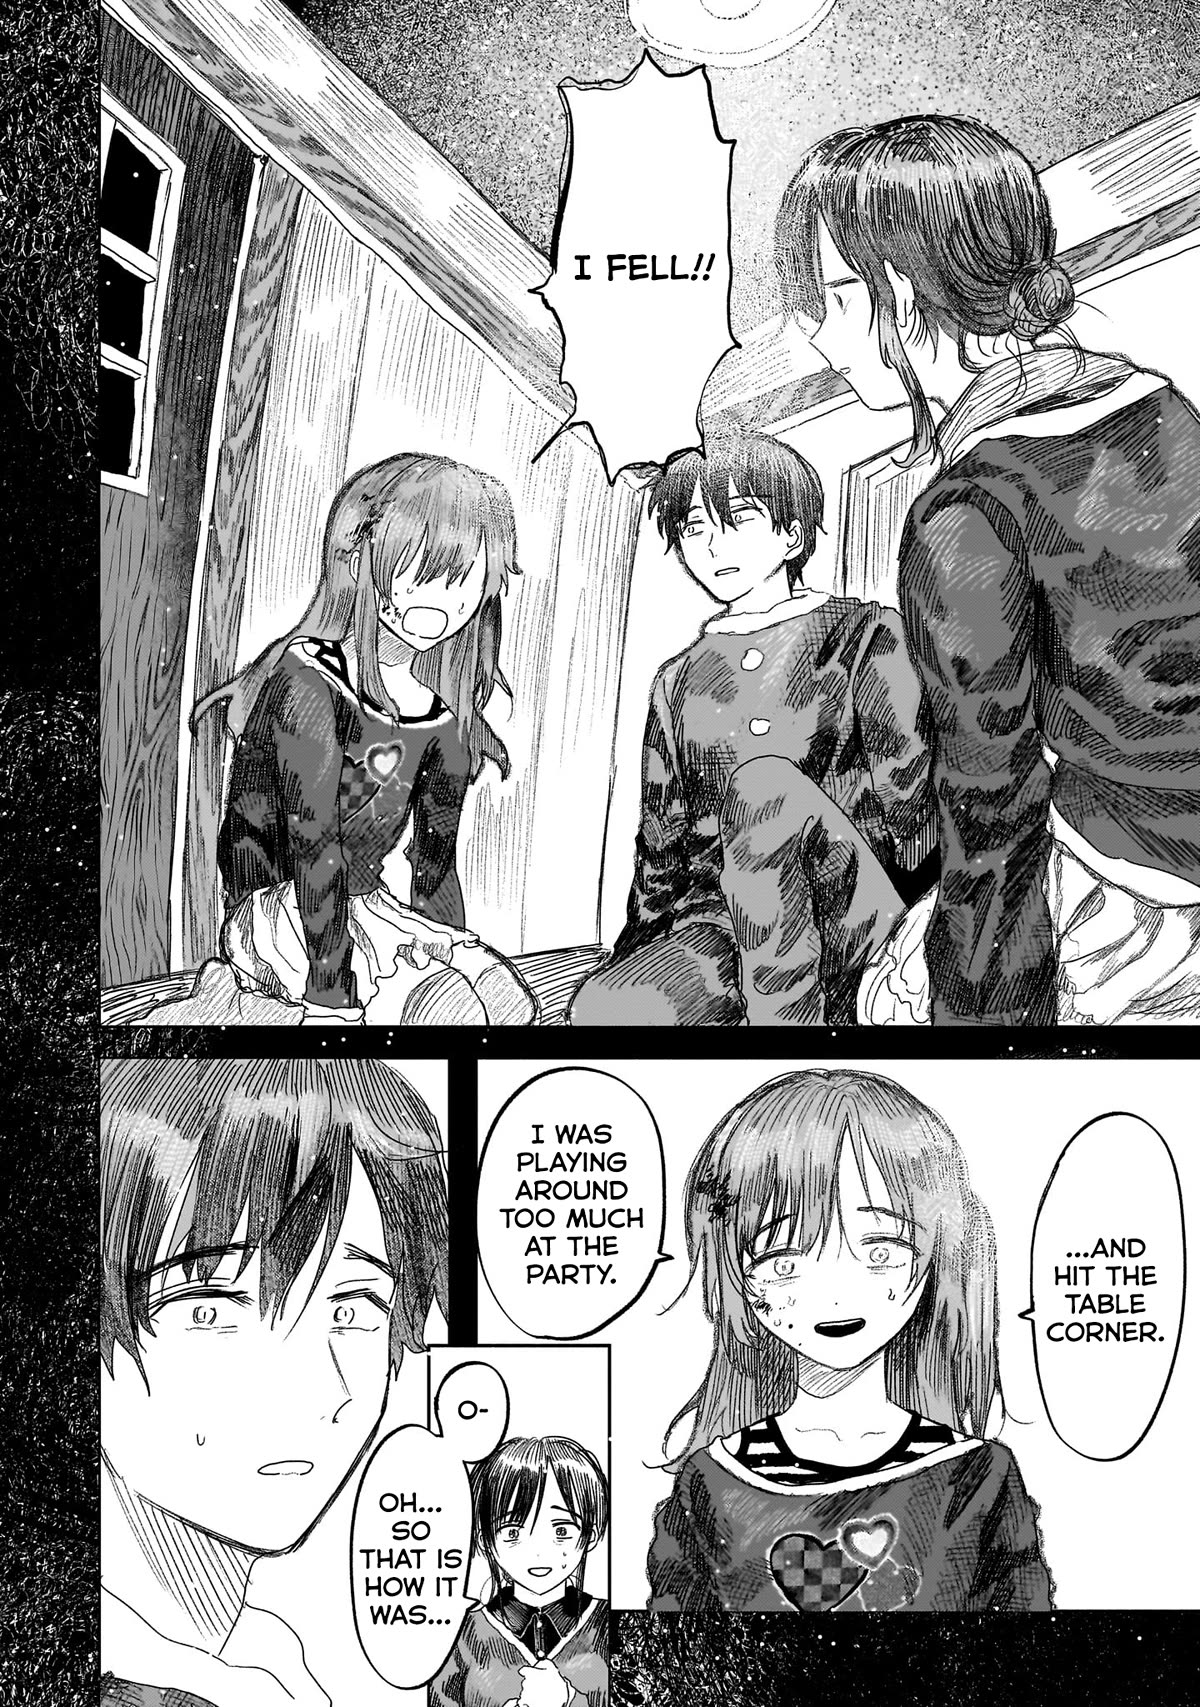 I FELL!!
...AND
HIT THE
TABLE
CORNER.
I WAS
PLAYING
AROUND
TOO MUCH
AT THE
PARTY.
O-
OH...
SO
THAT IS
HOW IT
WAS...